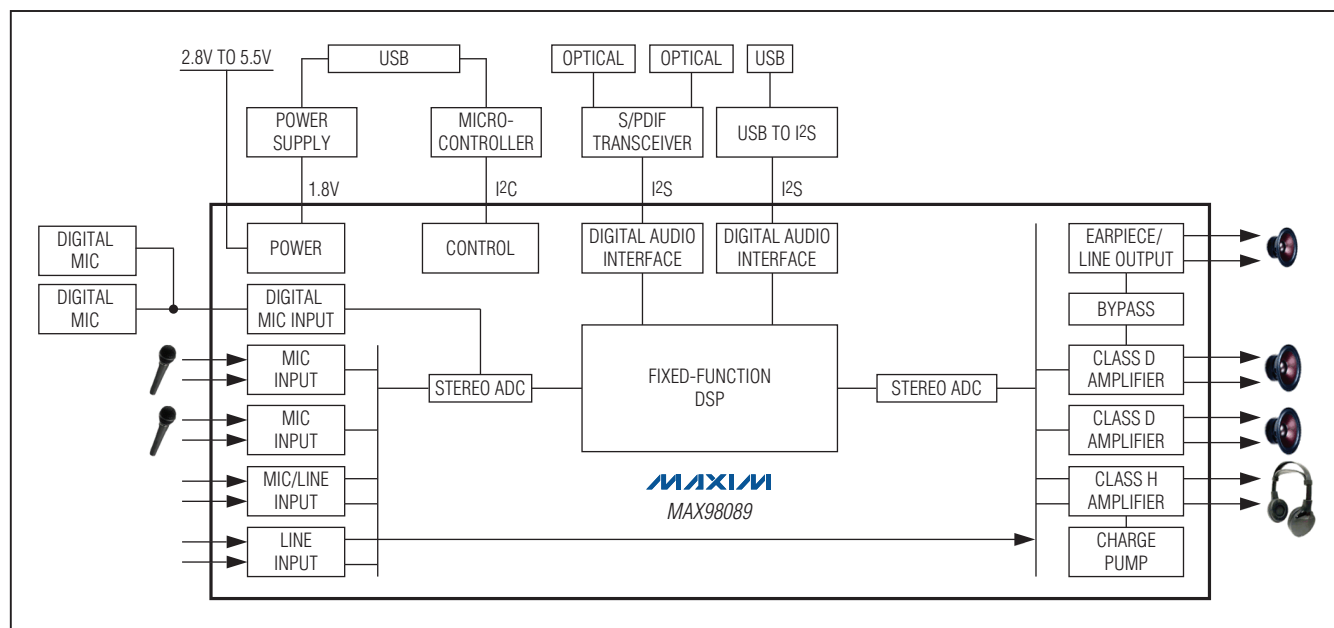 2.8V TO 5.5V
USB
OPTICAL
OPTICAL
USB
POWER
SUPPLY
MICRO-
CONTROLLER
S/PDIF
TRANSCEIVER
USB TO I2S
1.8V
I2C
I2S
I2S
DIGITAL
MIC
POWER
CONTROL
DIGITAL AUDIO
INTERFACE
DIGITAL AUDIO
INTERFACE
EARPIECE/
LINE OUTPUT
DIGITAL
MIC
DIGITAL
MIC INPUT
BYPASS
MIC
INPUT
STEREO ADC
FIXED-FUNCTION
DSP
STEREO ADC
CLASS D
AMPLIFIER
MIC
INPUT
CLASS D
AMPLIFIER
MIC/LINE
INPUT
MAXIM
MAX98089
CLASS H
AMPLIFIER
LINE
INPUT
CHARGE
PUMP